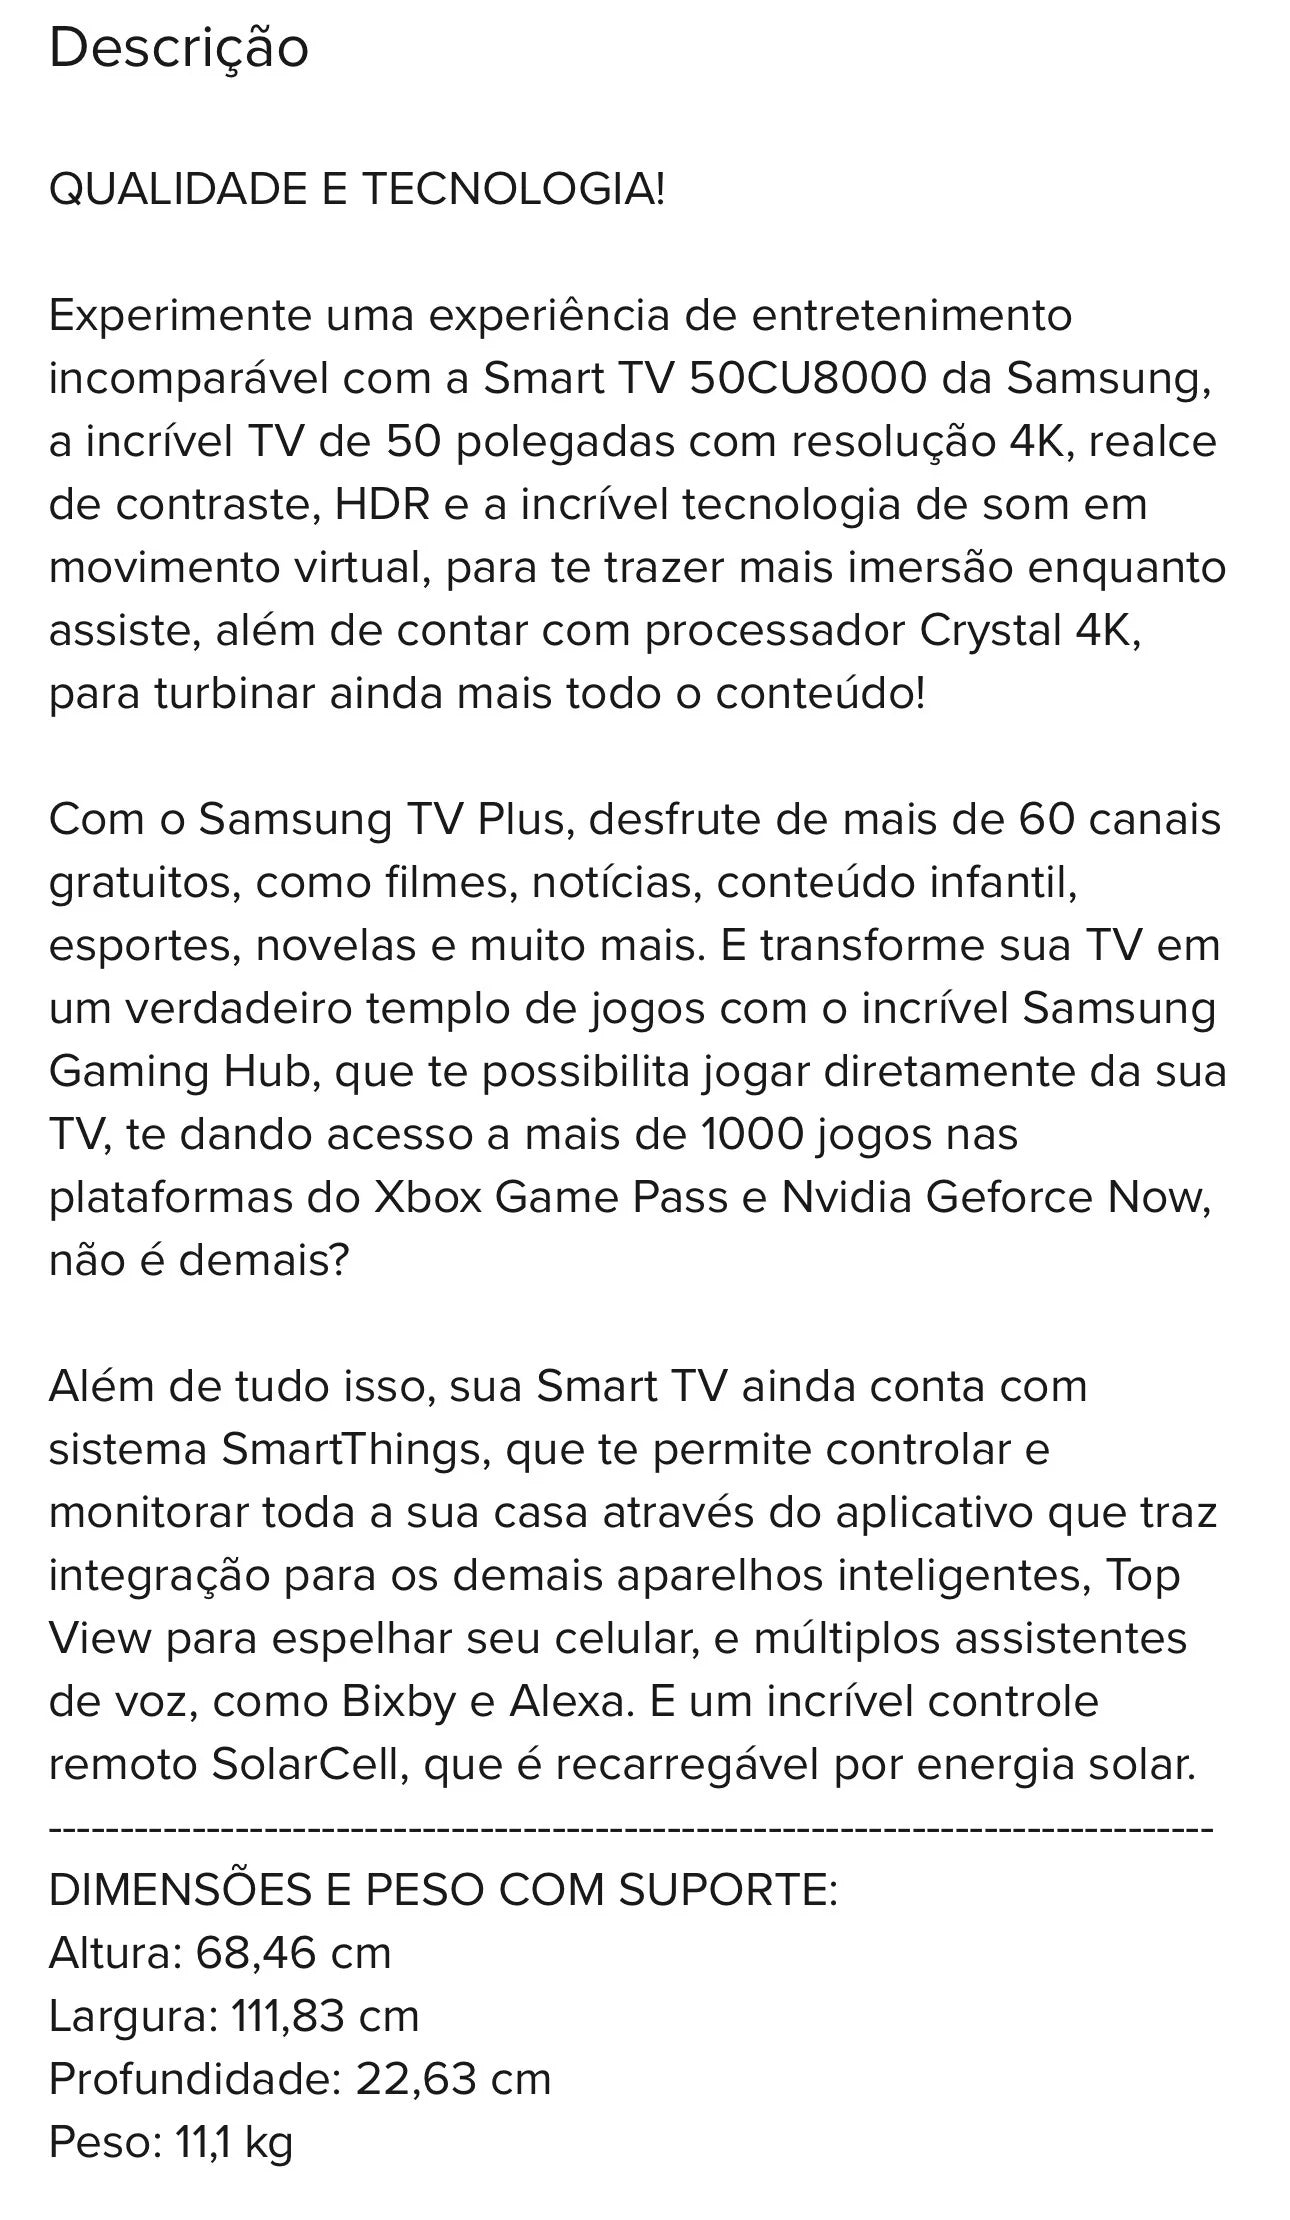 Descrição
QUALIDADE E TECNOLOGIA!
Experimente uma experiência de entretenimento
incomparável com a Smart TV 50CU8000 da Samsung,
a incrível TV de 50 polegadas com resolução 4K, realce
de contraste, HDR e a incrível tecnologia de som em
movimento virtual, para te trazer mais imersão enquanto
assiste, além de contar com processador Crystal 4K,
para turbinar ainda mais todo o conteúdo!
Com o Samsung TV Plus, desfrute de mais de 60 canais
gratuitos, como filmes, notícias, conteúdo infantil,
esportes, novelas e muito mais. E transforme sua TV em
um verdadeiro templo de jogos com o incrível Samsung
Gaming Hub, que te possibilita jogar diretamente da sua
TV, te dando acesso a mais de 1000 jogos nas
plataformas do Xbox Game Pass e Nvidia Geforce Now,
não é demais?
Além de tudo isso, sua Smart TV ainda conta com
sistema SmartThings, que te permite controlar e
monitorar toda a sua casa através do aplicativo que traz
integração para os demais aparelhos inteligentes, Top
View para espelhar seu celular, e múltiplos assistentes
de voz, como Bixby e Alexa. E um incrível controle
remoto SolarCell, que é recarregável por energia solar.
---------------------------------------------------------------------------------
DIMENSÕES E PESO COM SUPORTE:
Altura: 68,46 cm
Largura: 111,83 cm
Profundidade: 22,63 cm
Peso: 11,1 kg